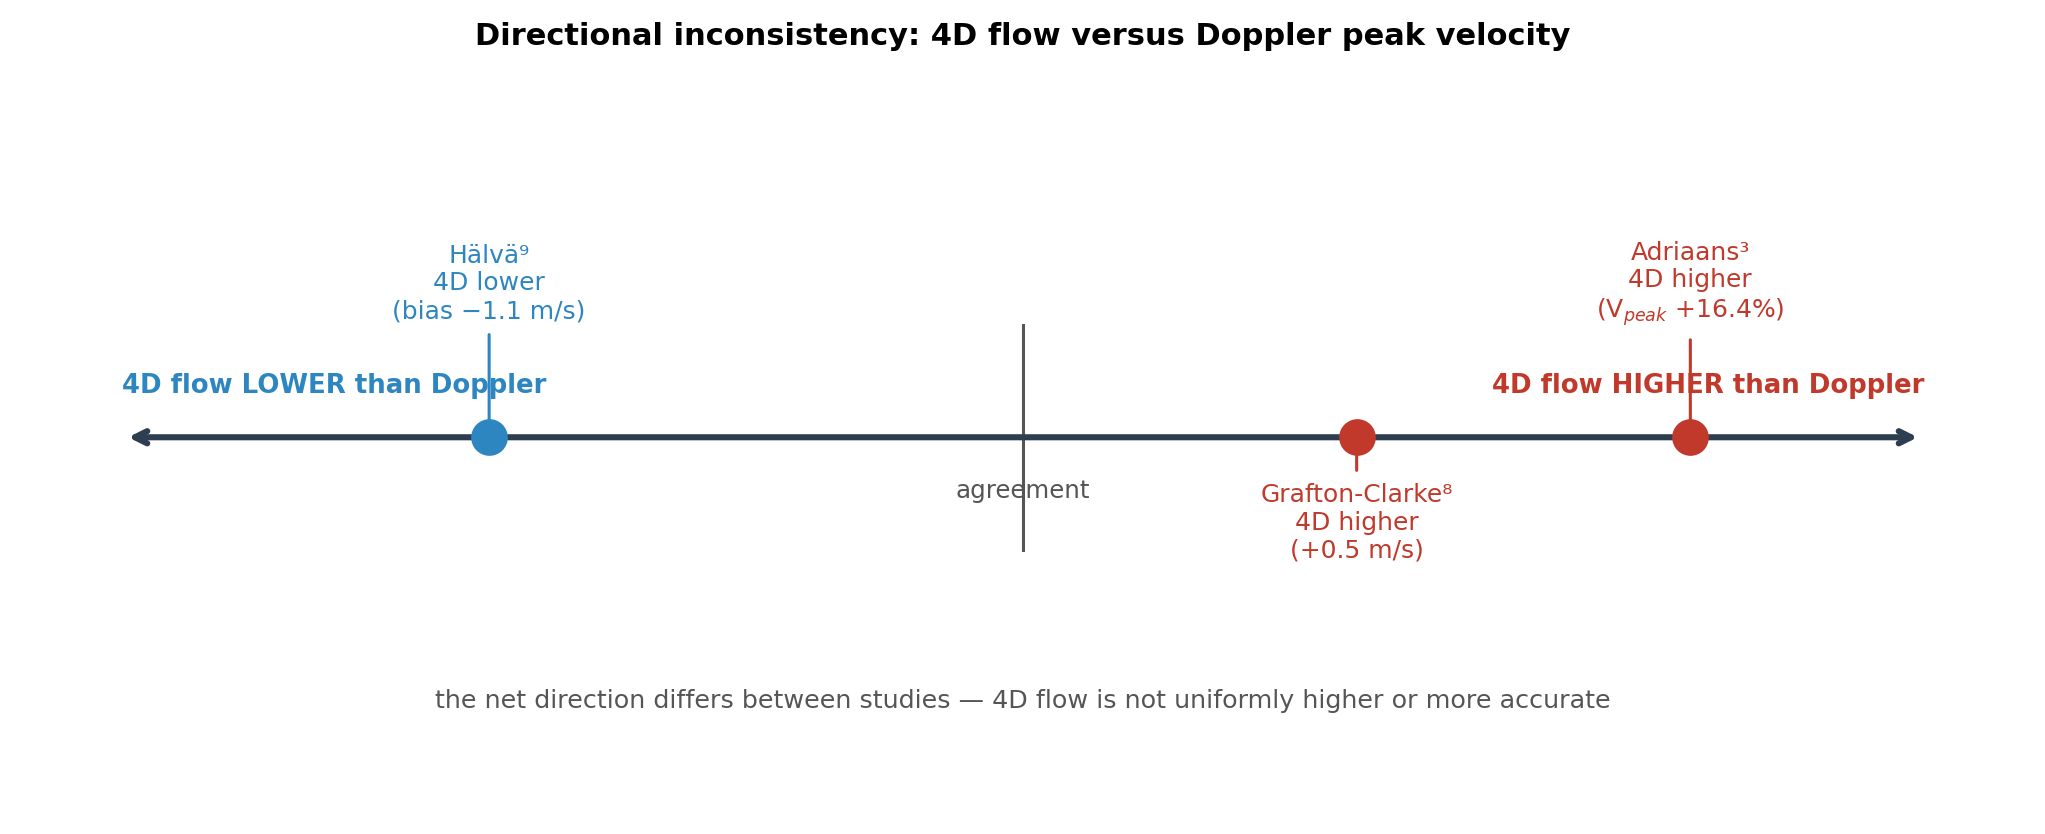 Directional inconsistency: 4D flow versus Doppler peak velocity
Hälvä⁹
4D lower
(bias −1.1 m/s)
Adriaans³
4D higher
(Vpeak +16.4%)
4D flow LOWER than Doppler
4D flow HIGHER than Doppler
agreement
Grafton-Clarke⁸
4D higher
(+0.5 m/s)
the net direction differs between studies — 4D flow is not uniformly higher or more accurate